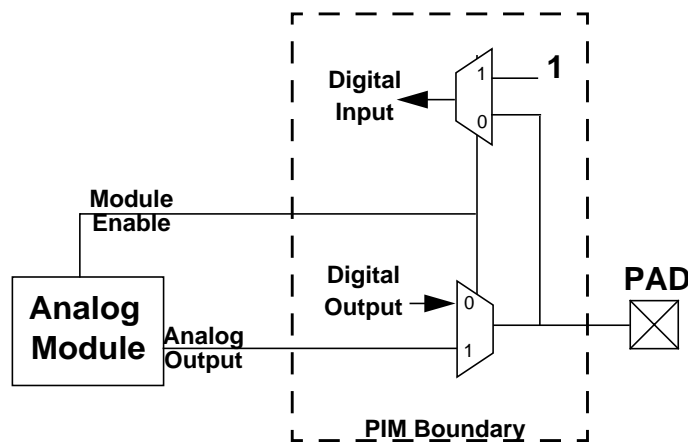 Digital
Input
1
1
0
Module
Enable
Digital
Output
0
1
PAD
Analog
Module
Analog
Output
PIM Boundary